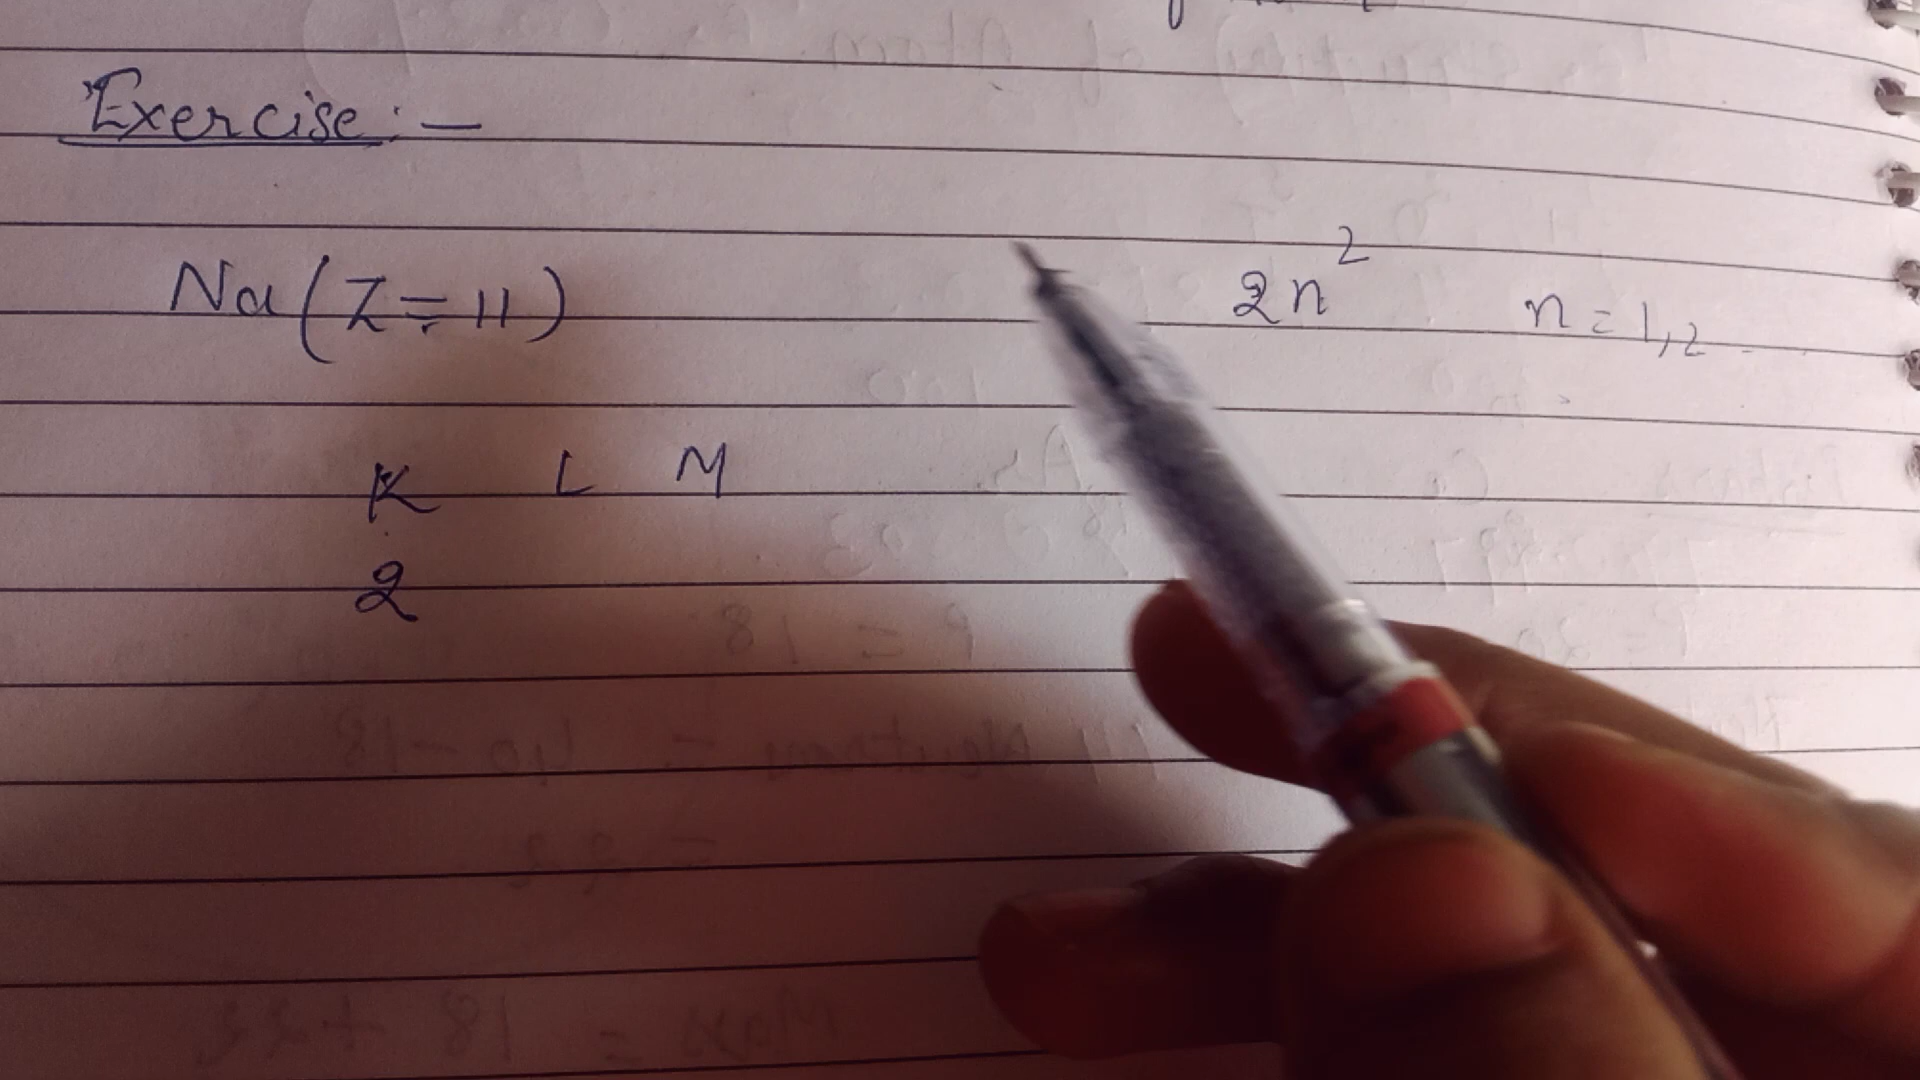 Exercise:-
Na(Z=11) 2n² n=1,2 - ...
K L M
2